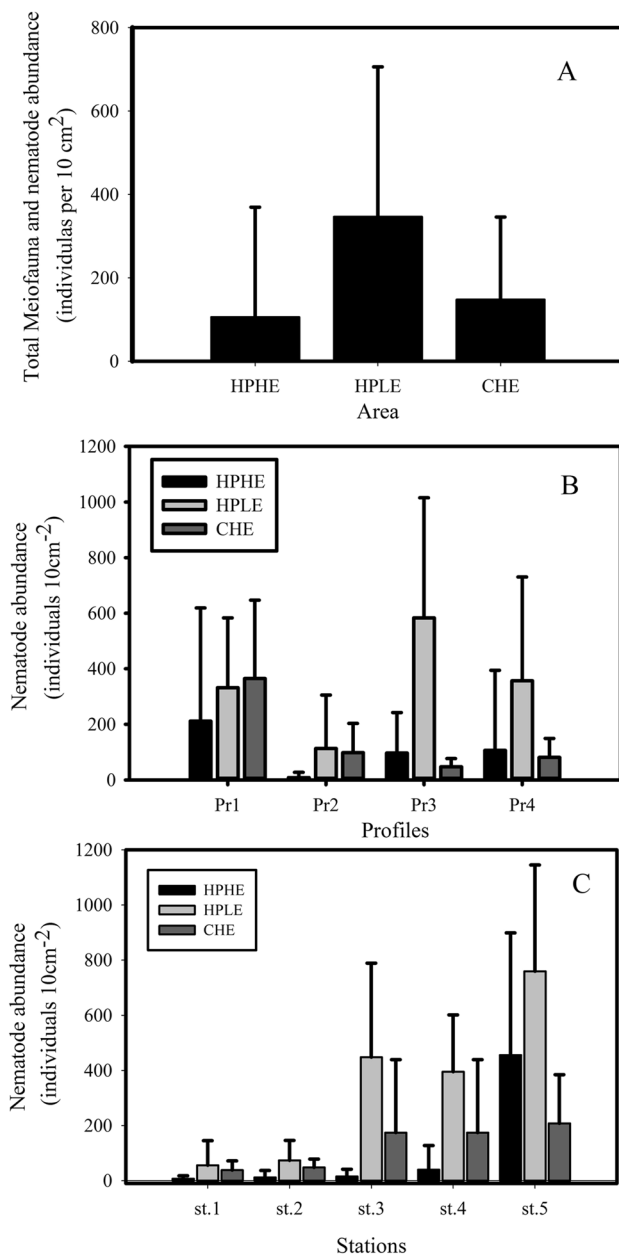 A
Total Meiofauna and nematode abundance
(individulas per 10 cm2)
800
600
400
200
0
HPHE HPLE CHE
Area
B
Nematode abundance
(individuals 10cm-2)
1200
1000
800
600
400
200
0
HPHE
HPLE
CHE
Pr1 Pr2 Pr3 Pr4
Profiles
C
Nematode abundance
(individuals 10cm-2)
1200
1000
800
600
400
200
0
HPHE
HPLE
CHE
st.1 st.2 st.3 st.4 st.5
Stations